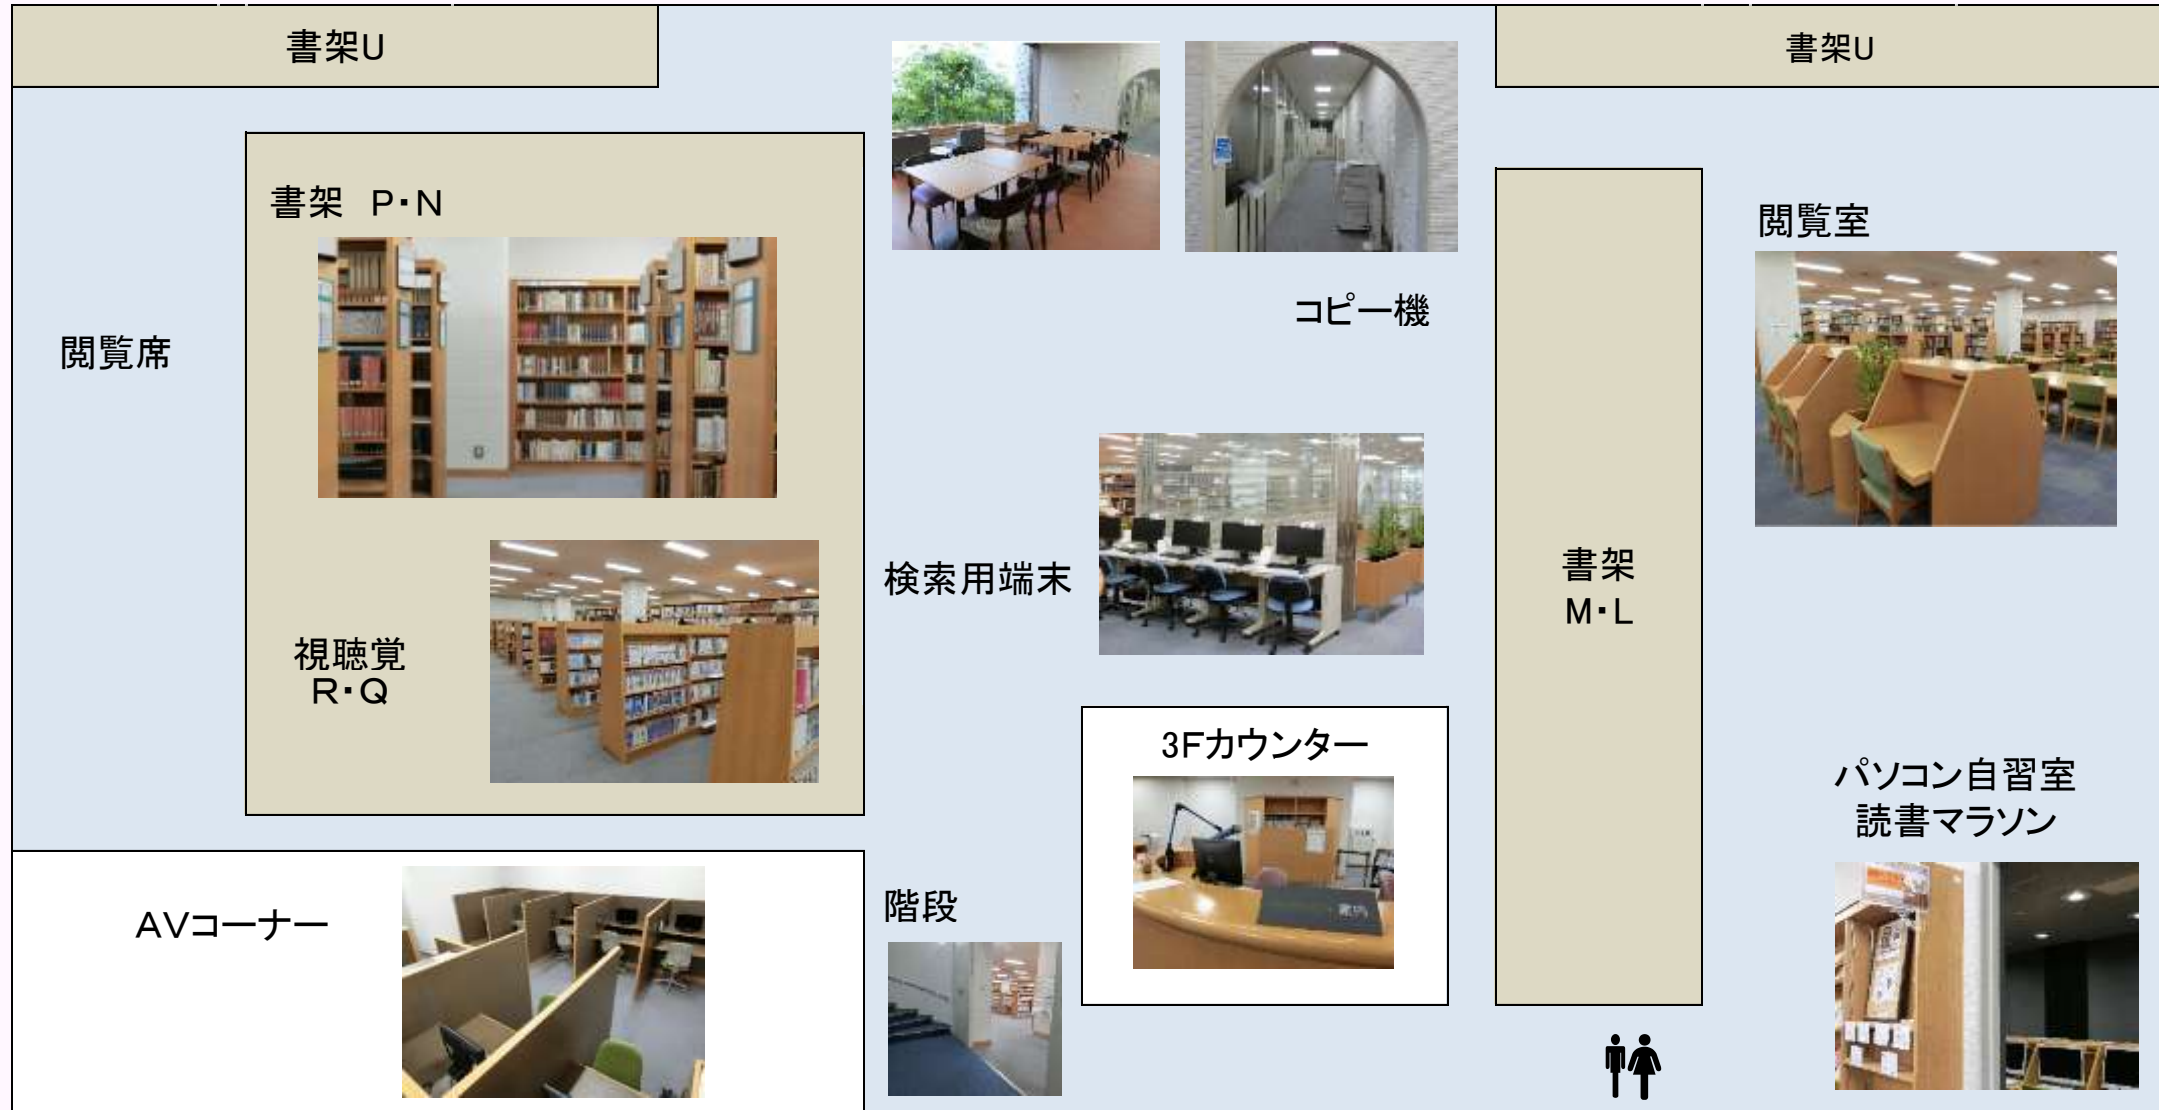 書架U
書架U
書架　P・N
閲覧室
コピー機
閲覧席
検索用端末
書架
M・L
視聴覚
R・Q
3Fカウンター
パソコン自習室
読書マラソン
階段
AVコーナー